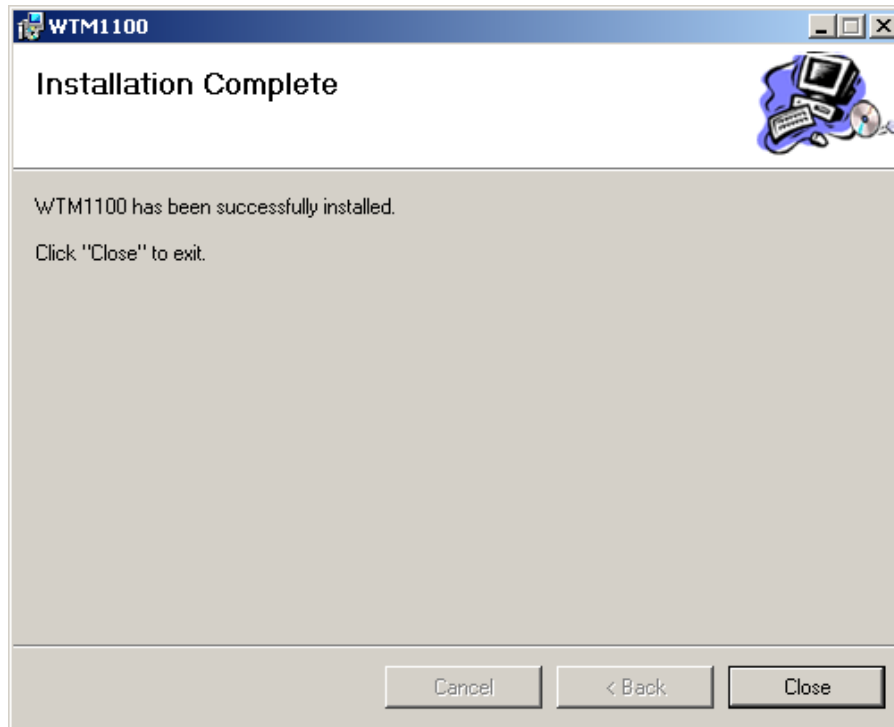 WTM1100
Installation Complete
WTM1100 has been successfully installed.
Click "Close" to exit.
Cancel
< Back
Close